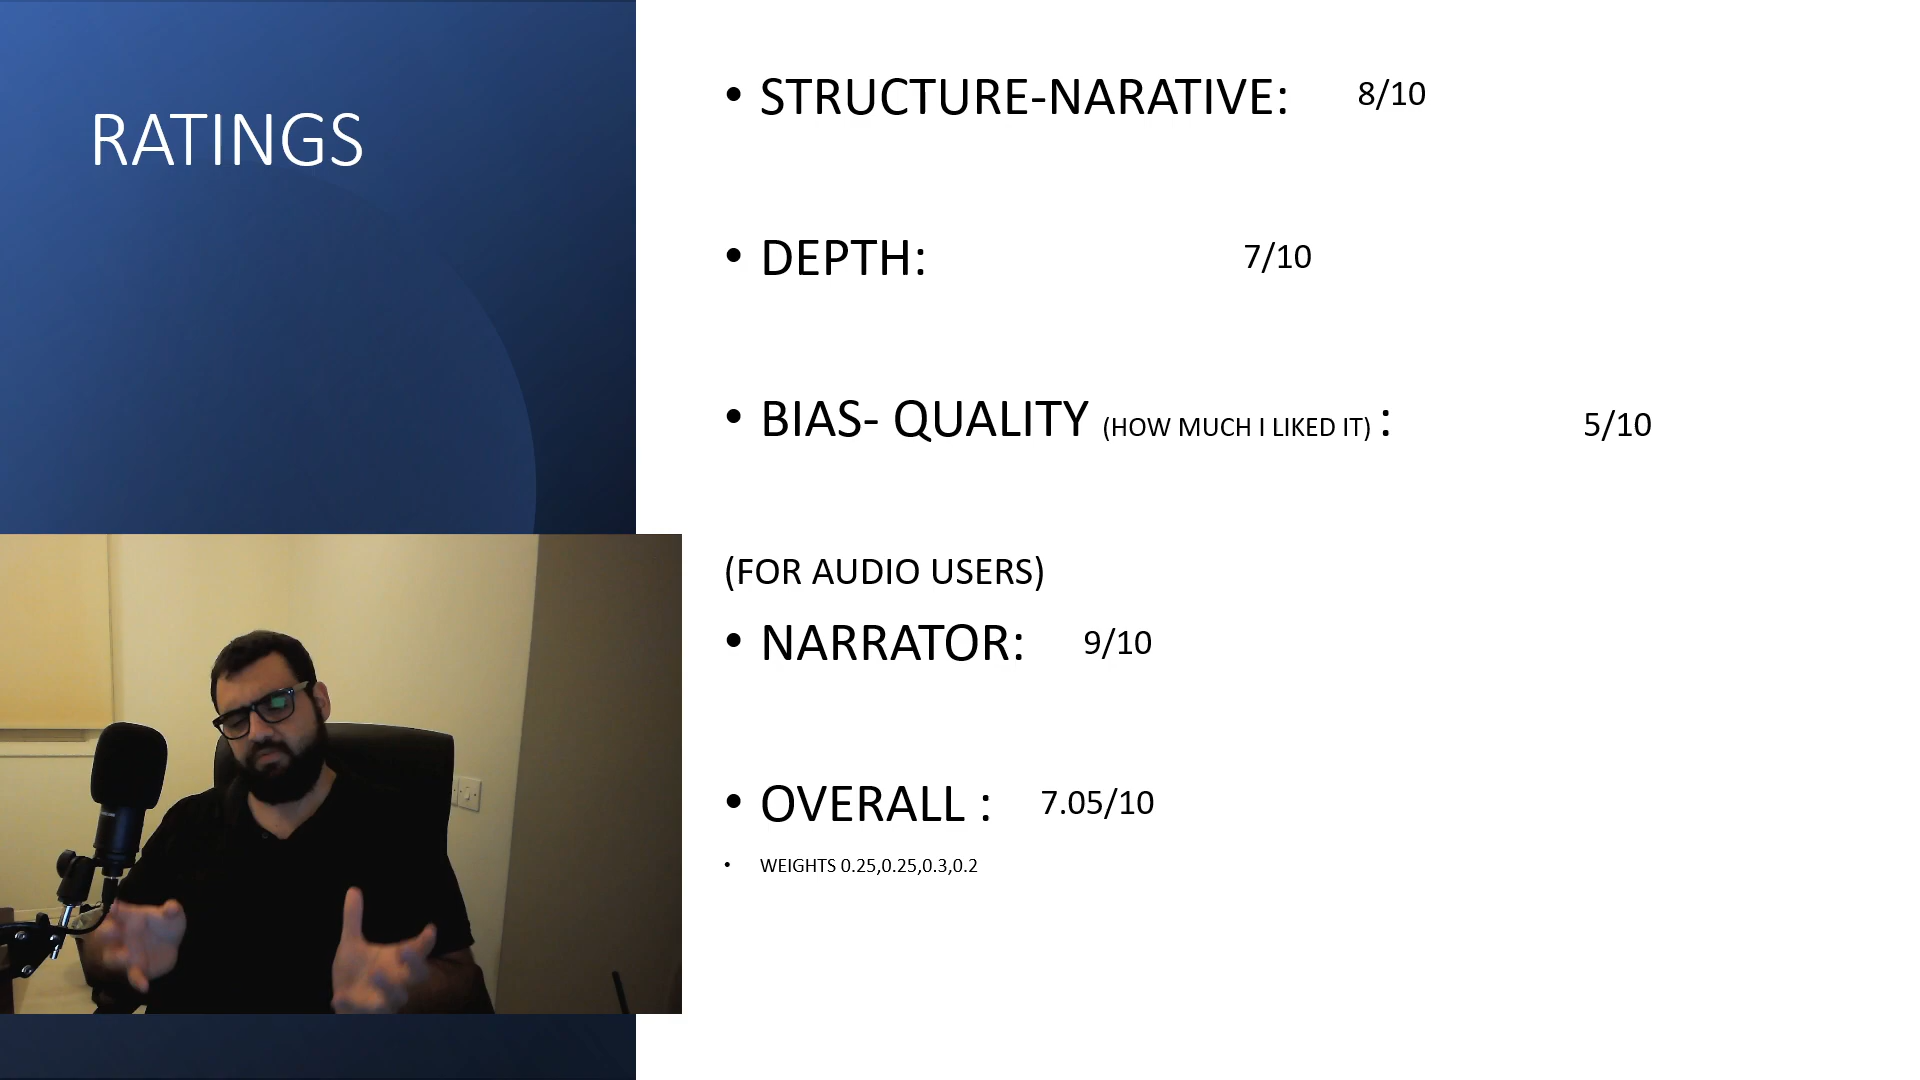 RATINGS
• STRUCTURE-NARATIVE: 8/10
• DEPTH: 7/10
• BIAS- QUALITY (HOW MUCH I LIKED IT) : 5/10
(FOR AUDIO USERS)
• NARRATOR: 9/10
• OVERALL : 7.05/10
• WEIGHTS 0.25,0.25,0.3,0.2